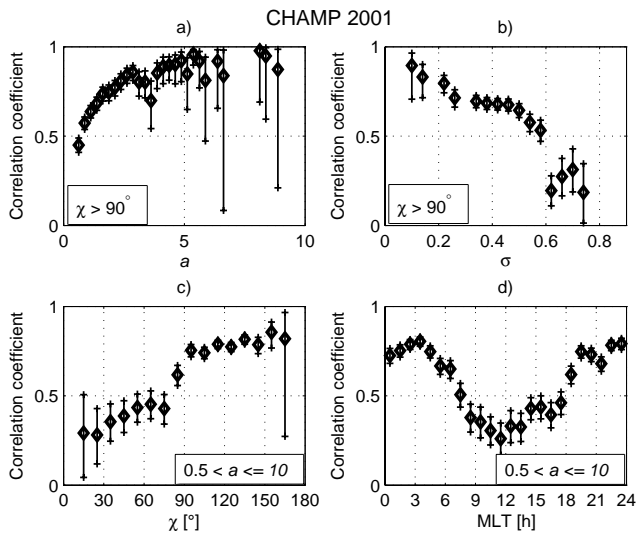 CHAMP 2001
a)
Correlation coefficient
1
0.5
0
χ > 90°
0 5 10
a
b)
Correlation coefficient
1
0.5
0
χ > 90°
0 0.2 0.4 0.6 0.8
σ
c)
Correlation coefficient
1
0.5
0
0.5 < a <= 10
0 30 60 90 120 150 180
χ [°]
d)
Correlation coefficient
1
0.5
0
0.5 < a <= 10
0 3 6 9 12 15 18 21 24
MLT [h]